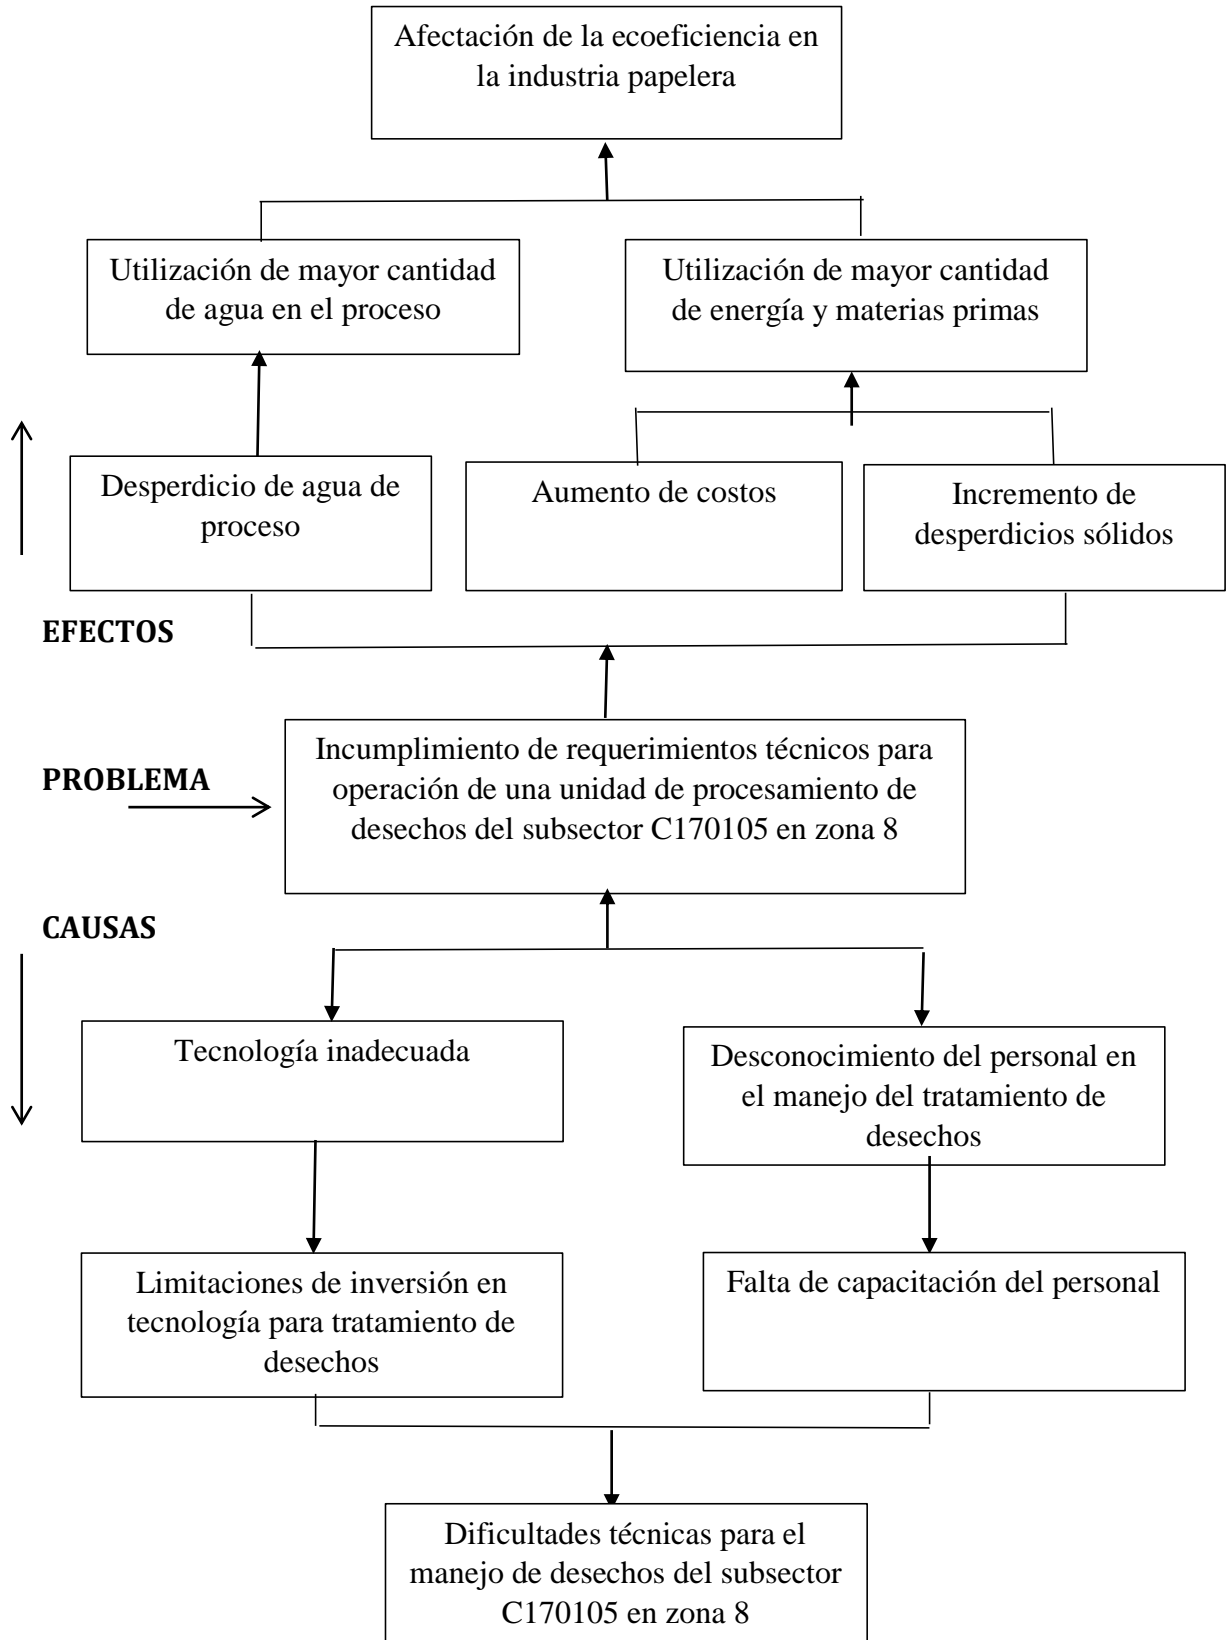 Afectación de la ecoeficiencia en
la industria papelera
Utilización de mayor cantidad
de agua en el proceso
Utilización de mayor cantidad
de energía y materias primas
Desperdicio de agua de
proceso
Aumento de costos
Incremento de
desperdicios sólidos
EFECTOS
PROBLEMA
Incumplimiento de requerimientos técnicos para
operación de una unidad de procesamiento de
desechos del subsector C170105 en zona 8
CAUSAS
Tecnología inadecuada
Desconocimiento del personal en
el manejo del tratamiento de
desechos
Limitaciones de inversión en
tecnología para tratamiento de
desechos
Falta de capacitación del personal
Dificultades técnicas para el
manejo de desechos del subsector
C170105 en zona 8